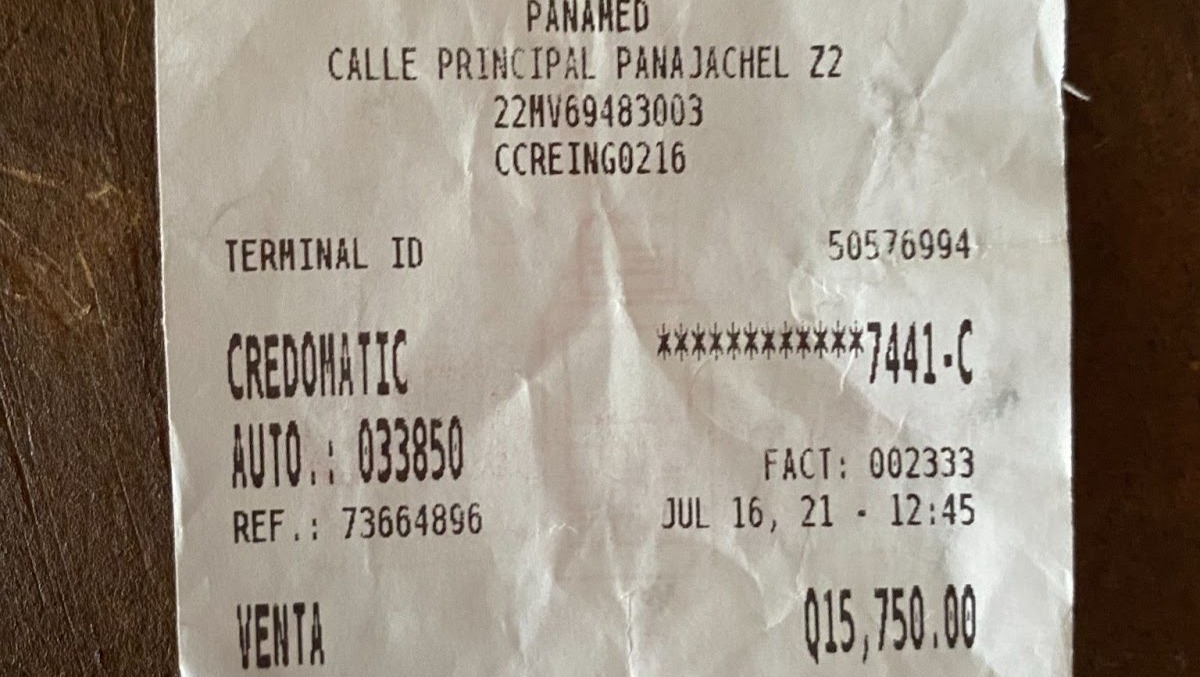 PANAMED
CALLE PRINCIPAL PANAJACHEL Z2
22MV69483003
CCREING0216
TERMINAL ID 50576994
CREDOMATIC ************7441-C
AUTO.: 033850
FACT: 002333
REF.: 73664896 JUL 16, 21 - 12:45
VENTA Q15,750.00